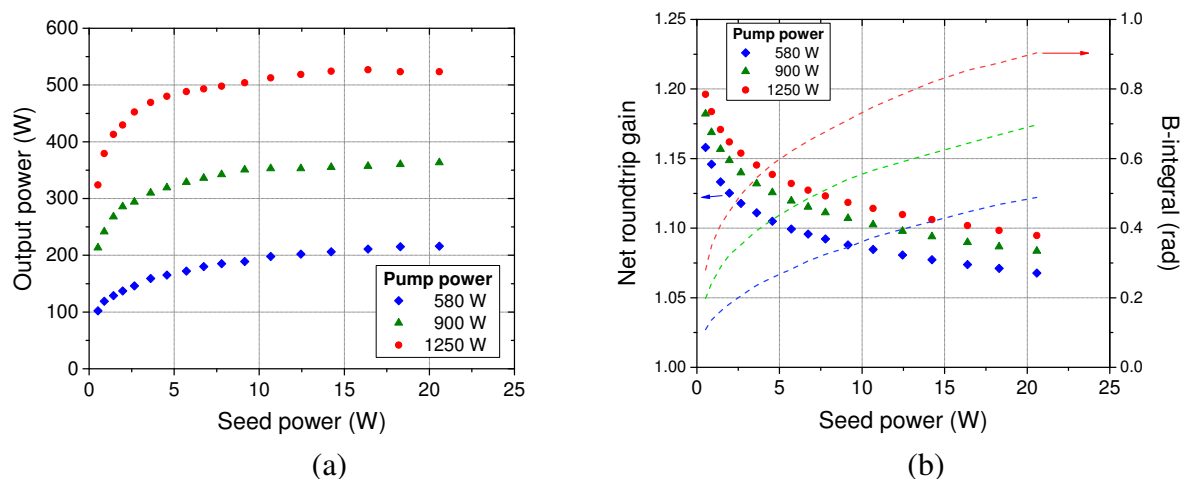 600
500
400
300
200
100
0
Output power (W)
Pump power
580 W
900 W
1250 W
0 5 10 15 20 25
Seed power (W)
(a)
1.25
1.20
1.15
1.10
1.05
1.00
Net roundtrip gain
Pump power
580 W
900 W
1250 W
1.0
0.8
0.6
0.4
0.2
0.0
B-integral (rad)
0 5 10 15 20 25
Seed power (W)
(b)